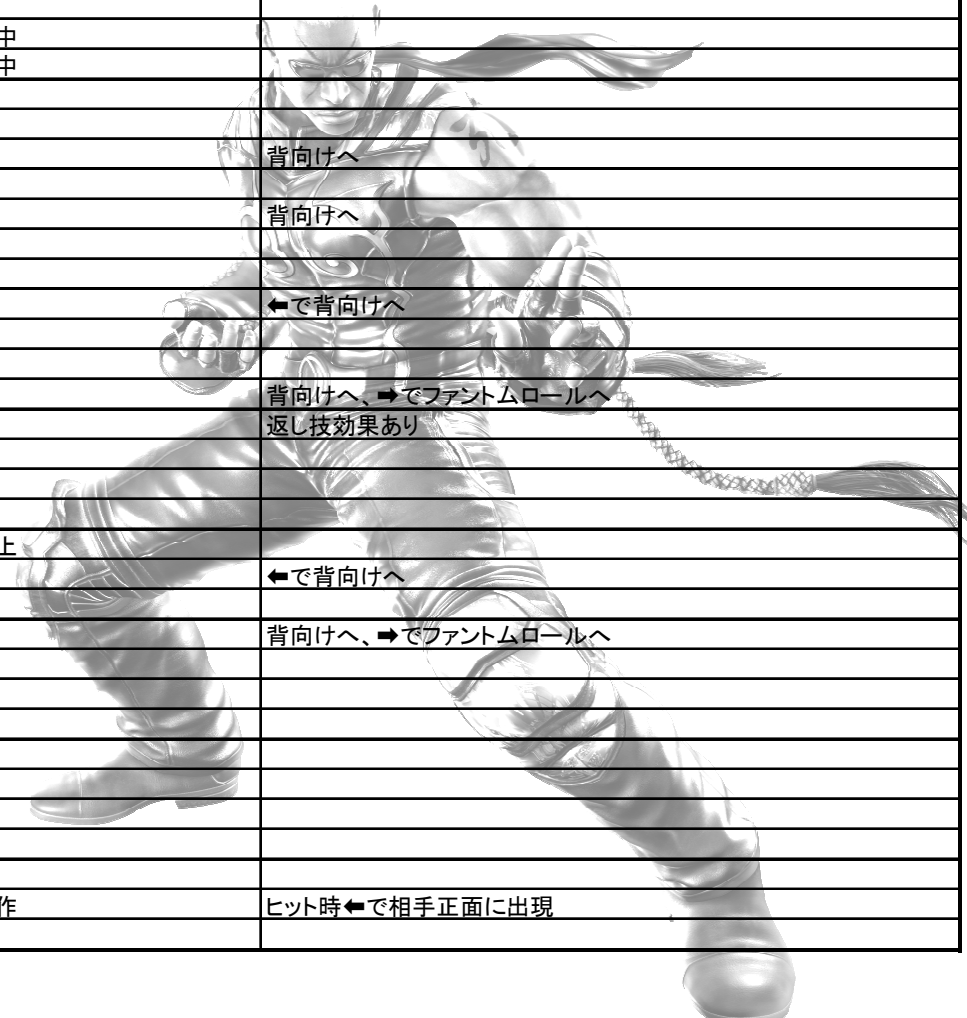 中
中
背向けへ
背向けへ
⬅で背向けへ
背向けへ、➡でファントムロールへ
返し技効果あり
上
⬅で背向けへ
背向けへ、➡でファントムロールへ
作 ヒット時⬅で相手正面に出現